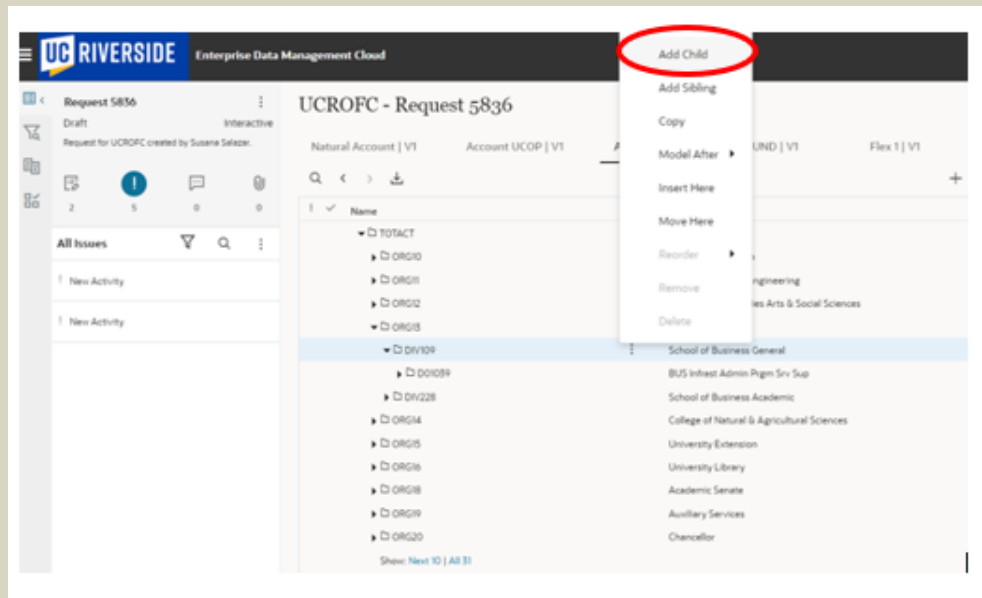 UC RIVERSIDE Enterprise Data Management Cloud
Request 5836
Draft Interactive
Request for UCROFC created by Susana Salazar.
2 5 0 0
All Issues
New Activity
New Activity
UCROFC - Request 5836
Natural Account | V1 Account UCOP | V1 A UND | V1 Flex 1 | V1
Name
TOTACT
ORG10
ORG11 ngineering
ORG12 es Arts & Social Sciences
ORG13
DIV109 School of Business General
D01039 BUS Infrest Admin Prgm Srv Sup
DIV228 School of Business Academic
ORG14 College of Natural & Agricultural Sciences
ORG15 University Extension
ORG16 University Library
ORG18 Academic Senate
ORG19 Auxiliary Services
ORG20 Chancellor
Show: Next 10 | All 31
Add Child
Add Sibling
Copy
Model After
Insert Here
Move Here
Reorder
Remove
Delete